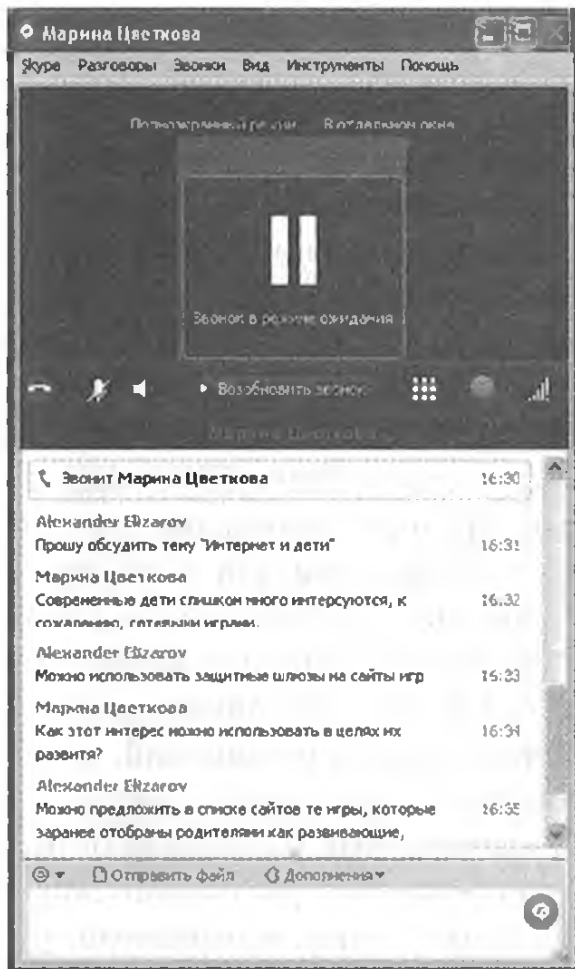 Марина Цветкова
Skype Разговоры Звонки Вид Инструменты Помощь
Полноэкранный режим В отдельном окне
Звонок в режиме ожидания
Возобновить звонок
Марина Цветкова
Звонит Марина Цветкова 16:30
Alexander Elizarov
Прошу обсудить тему "Интернет и дети" 16:31
Марина Цветкова
Современные дети слишком много интерсуются, к 16:32
сожалению, сетевыми играми.
Alexander Elizarov
Можно использовать защитные шлюзы на сайты игр 16:33
Марина Цветкова
Как этот интерес можно использовать в целях их 16:34
развитя?
Alexander Elizarov
Можно предложить в списке сайтов те игры, которые 16:35
заранее отобраны родителями как развивающие,
Отправить файл Дополнения